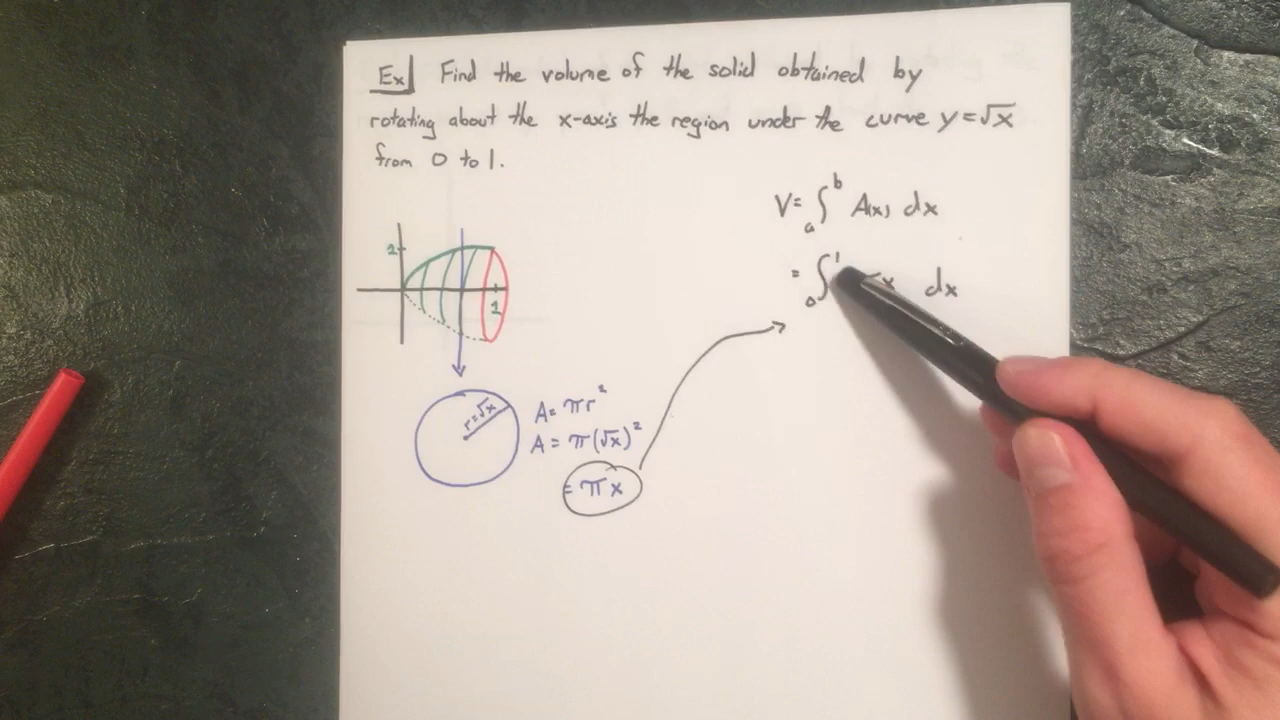 Ex Find the volume of the solid obtained by
rotating about the x-axis the region under the curve y=√x
from 0 to 1.
V= ∫ₐᵇ A(x) dx
= ∫₀¹ x dx
1
1
r=√x
A= πr²
A = π(√x)²
= πx